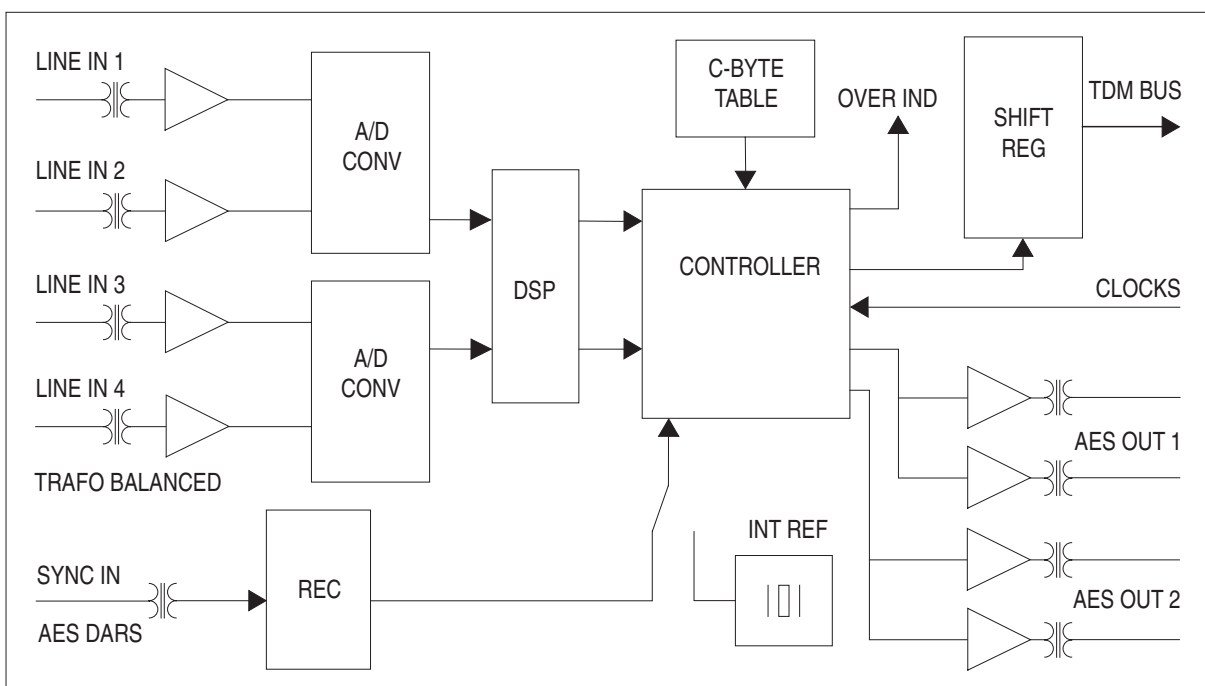 LINE IN 1
LINE IN 2
LINE IN 3
LINE IN 4
TRAFO BALANCED
SYNC IN
AES DARS
A/D
CONV
A/D
CONV
REC
DSP
C-BYTE
TABLE
CONTROLLER
OVER IND
INT REF
SHIFT
REG
TDM BUS
CLOCKS
AES OUT 1
AES OUT 2